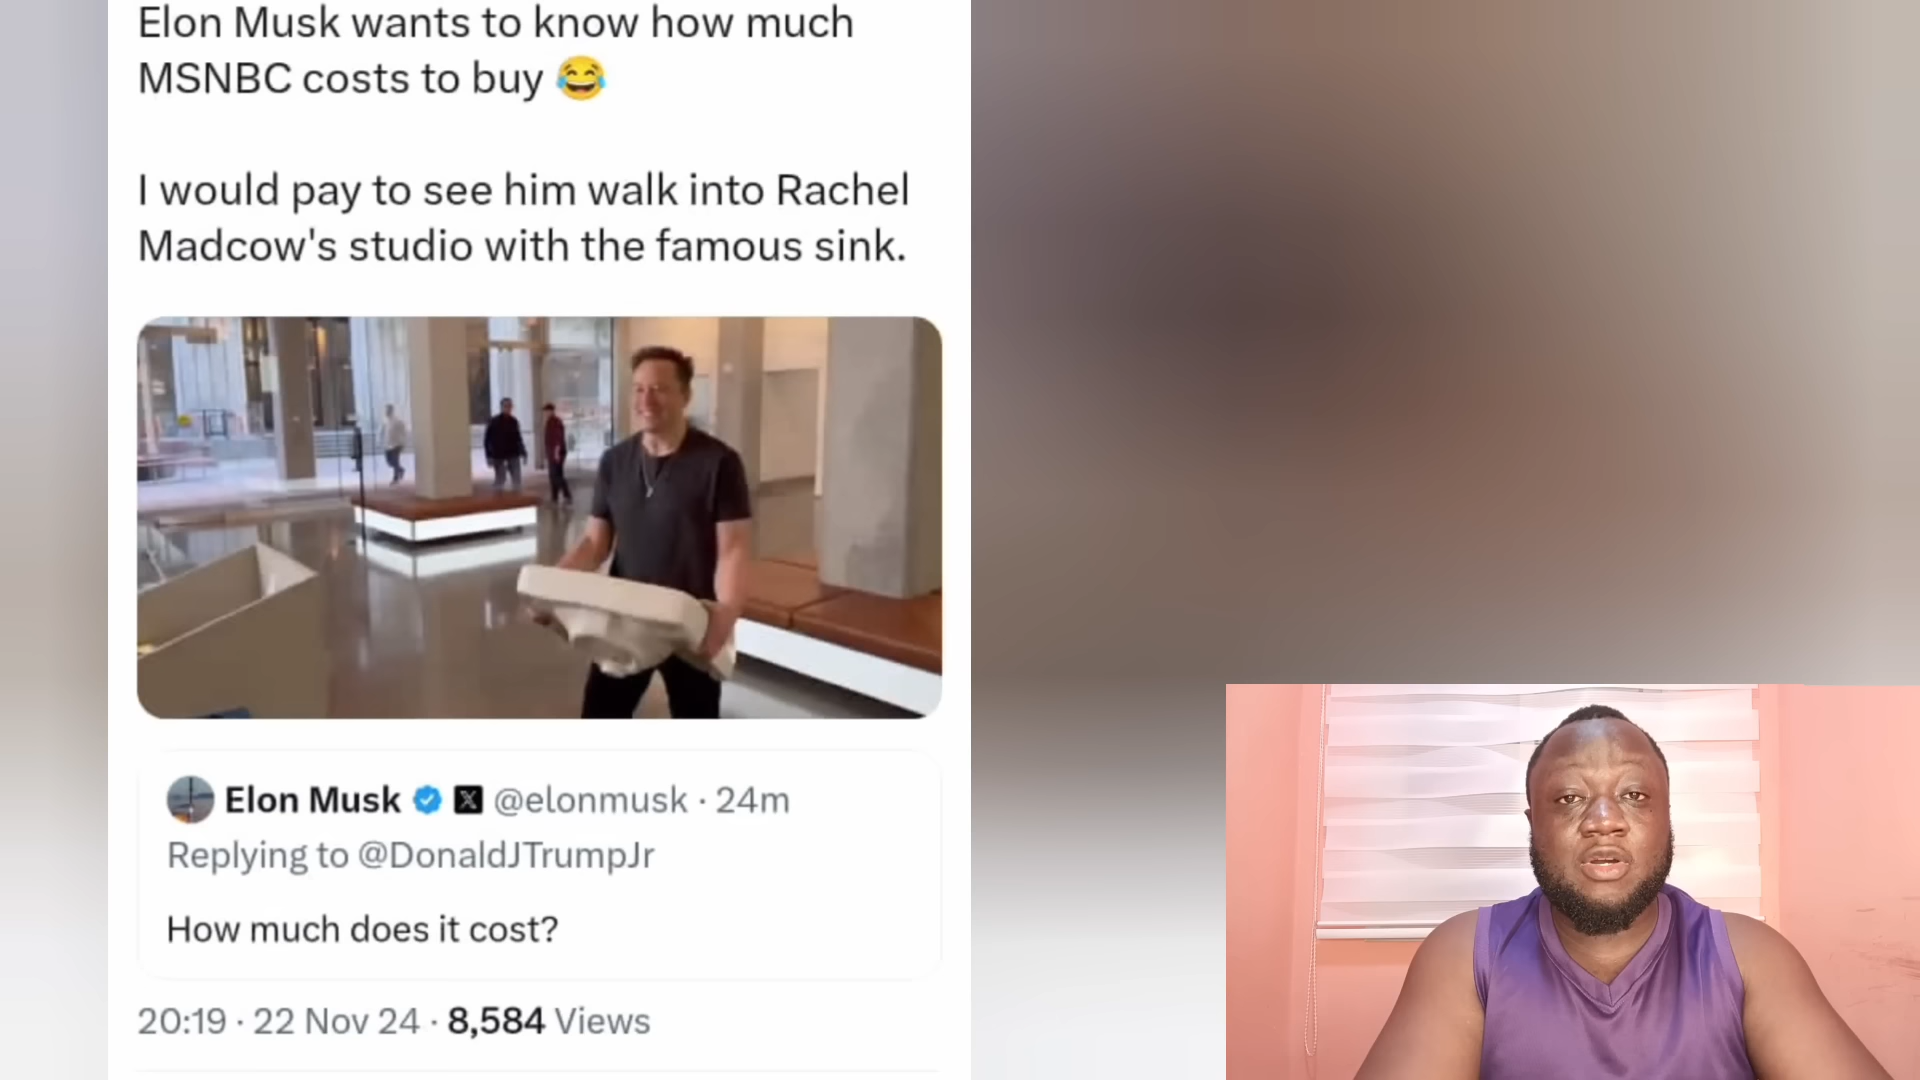 Elon Musk wants to know how much
MSNBC costs to buy 😂
I would pay to see him walk into Rachel
Madcow's studio with the famous sink.
Elon Musk @elonmusk · 24m
Replying to @DonaldJTrumpJr
How much does it cost?
20:19 · 22 Nov 24 · 8,584 Views